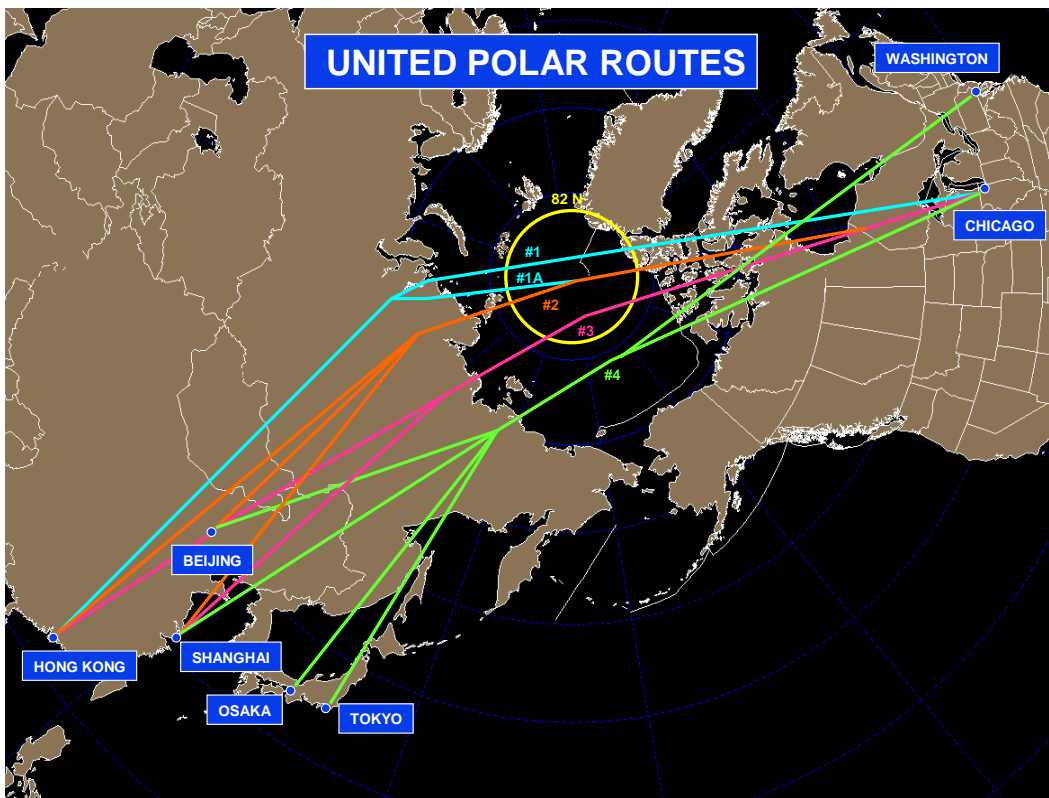 UNITED POLAR ROUTES
WASHINGTON
82 N
CHICAGO
#1
#1A
#2
#3
#4
BEIJING
HONG KONG
SHANGHAI
OSAKA
TOKYO